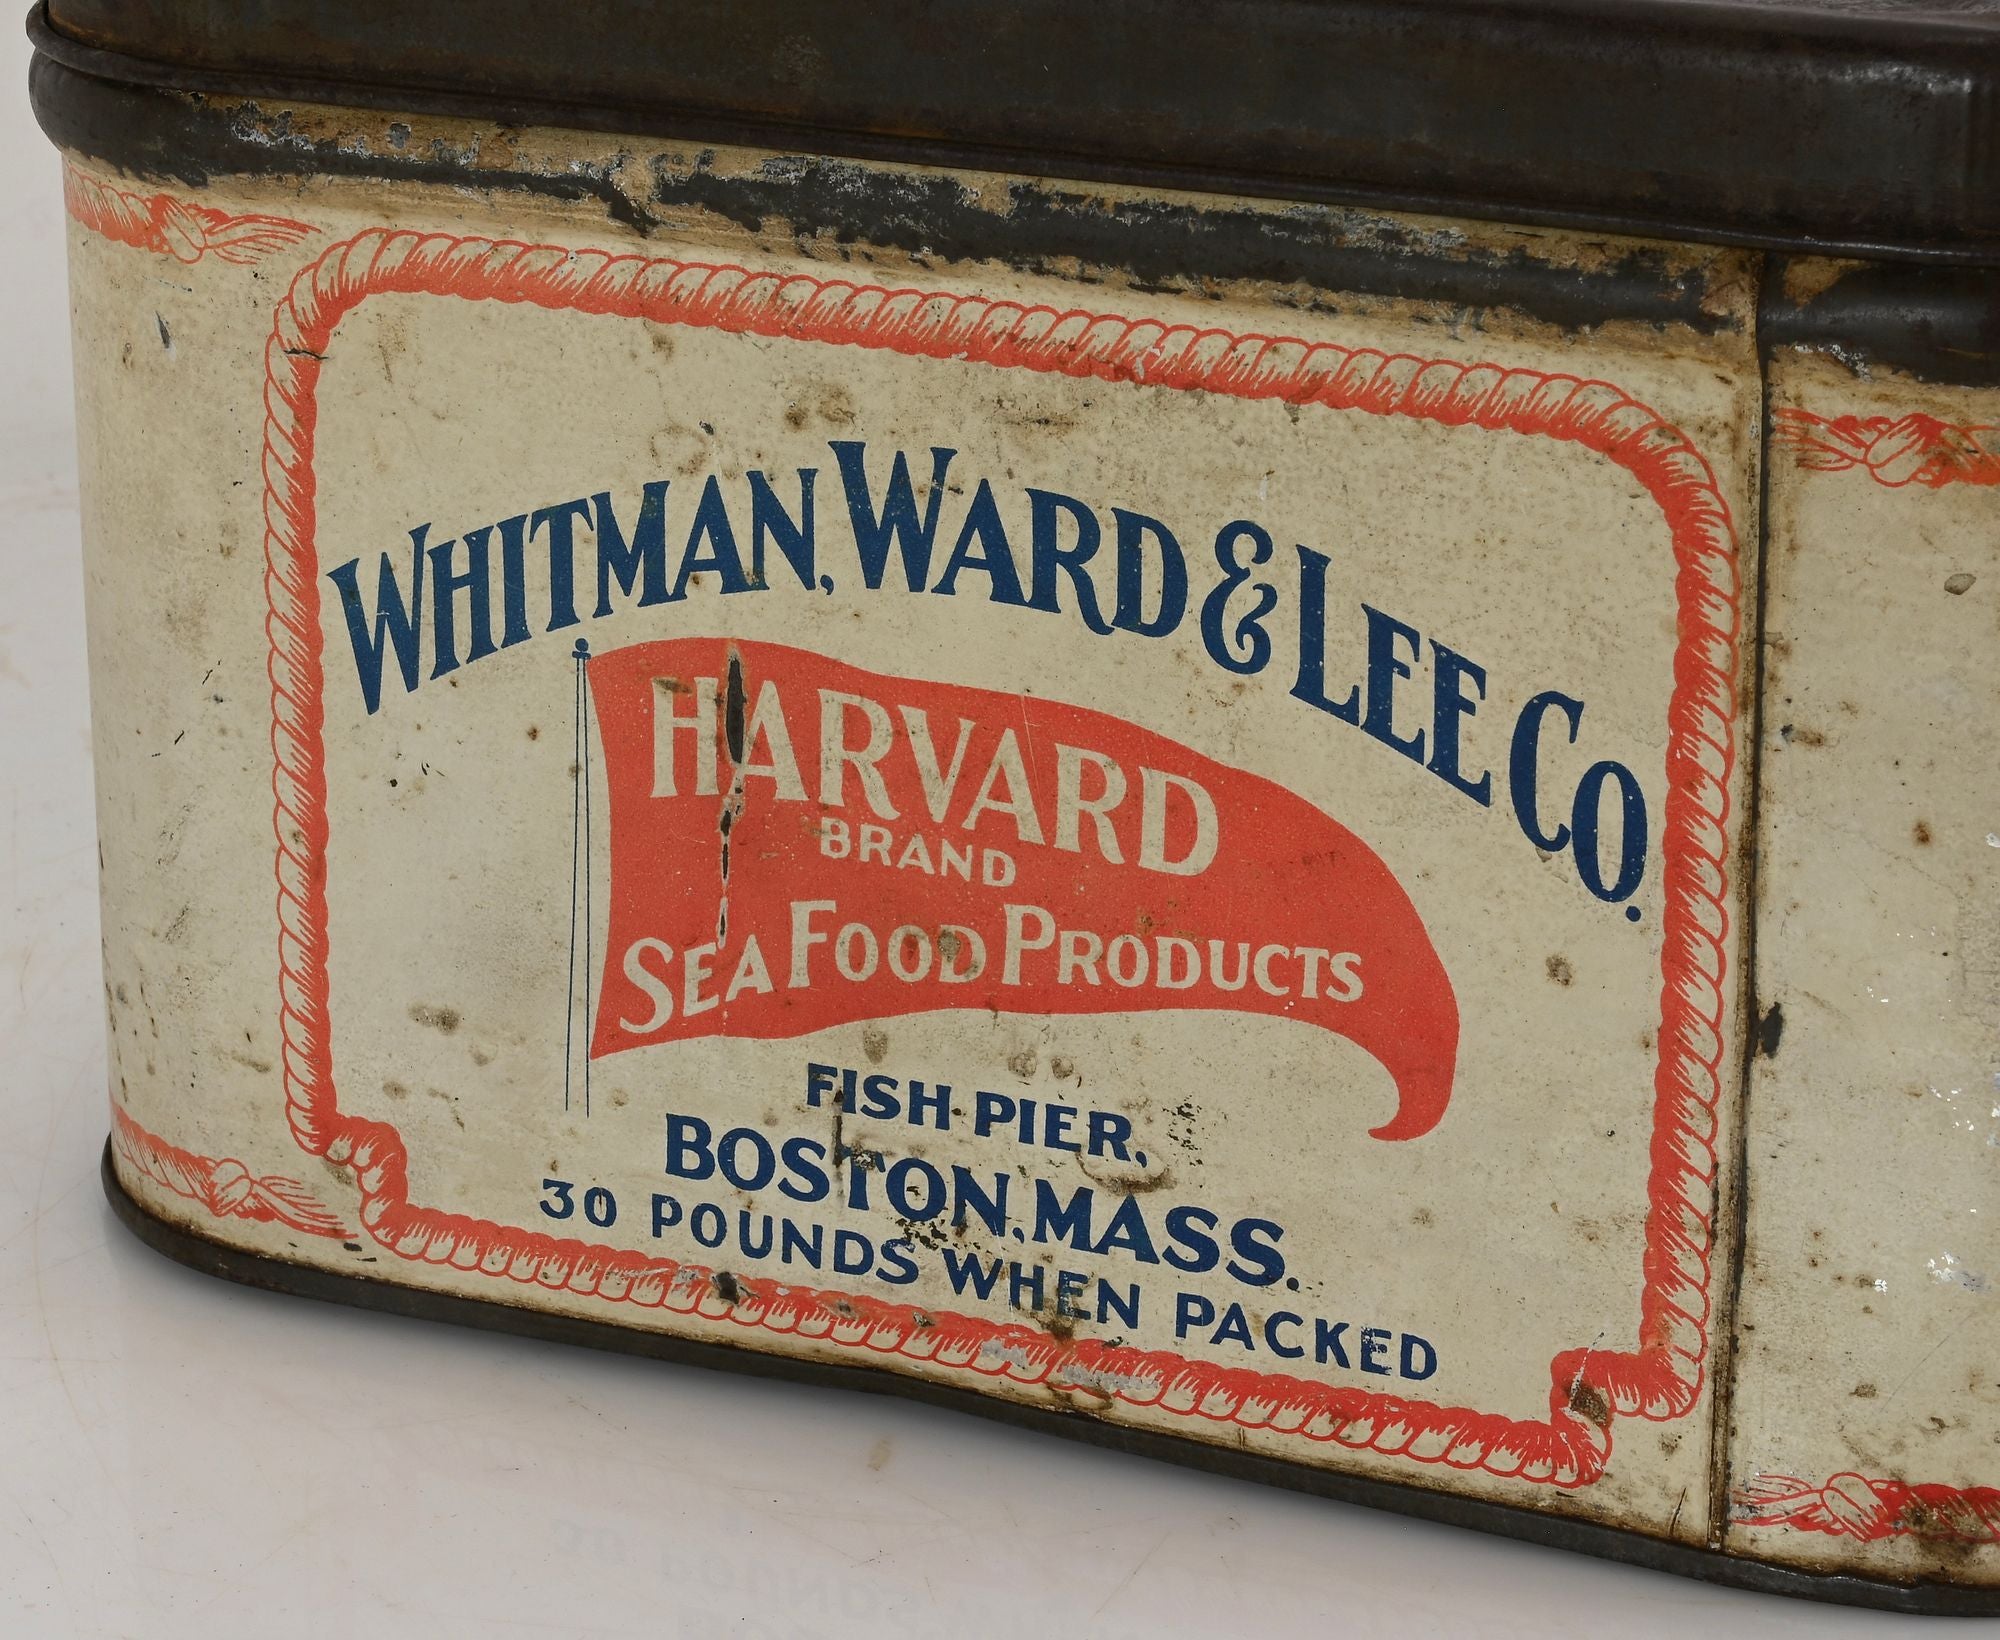 WHITMAN, WARD & LEE CO.
HARVARD
BRAND
SEA FOOD PRODUCTS
FISH PIER,
BOSTON, MASS.
30 POUNDS WHEN PACKED